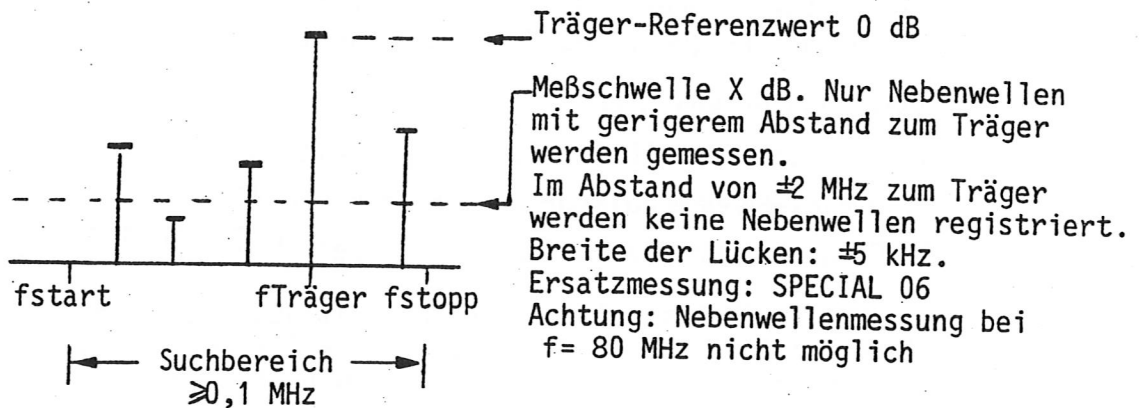 Träger-Referenzwert 0 dB
Meßschwelle X dB. Nur Nebenwellen
mit gerigerem Abstand zum Träger
werden gemessen.
Im Abstand von ±2 MHz zum Träger
werden keine Nebenwellen registriert.
Breite der Lücken: ±5 kHz.
Ersatzmessung: SPECIAL 06
Achtung: Nebenwellenmessung bei
f= 80 MHz nicht möglich
fstart fTräger fstopp
Suchbereich
≥0,1 MHz